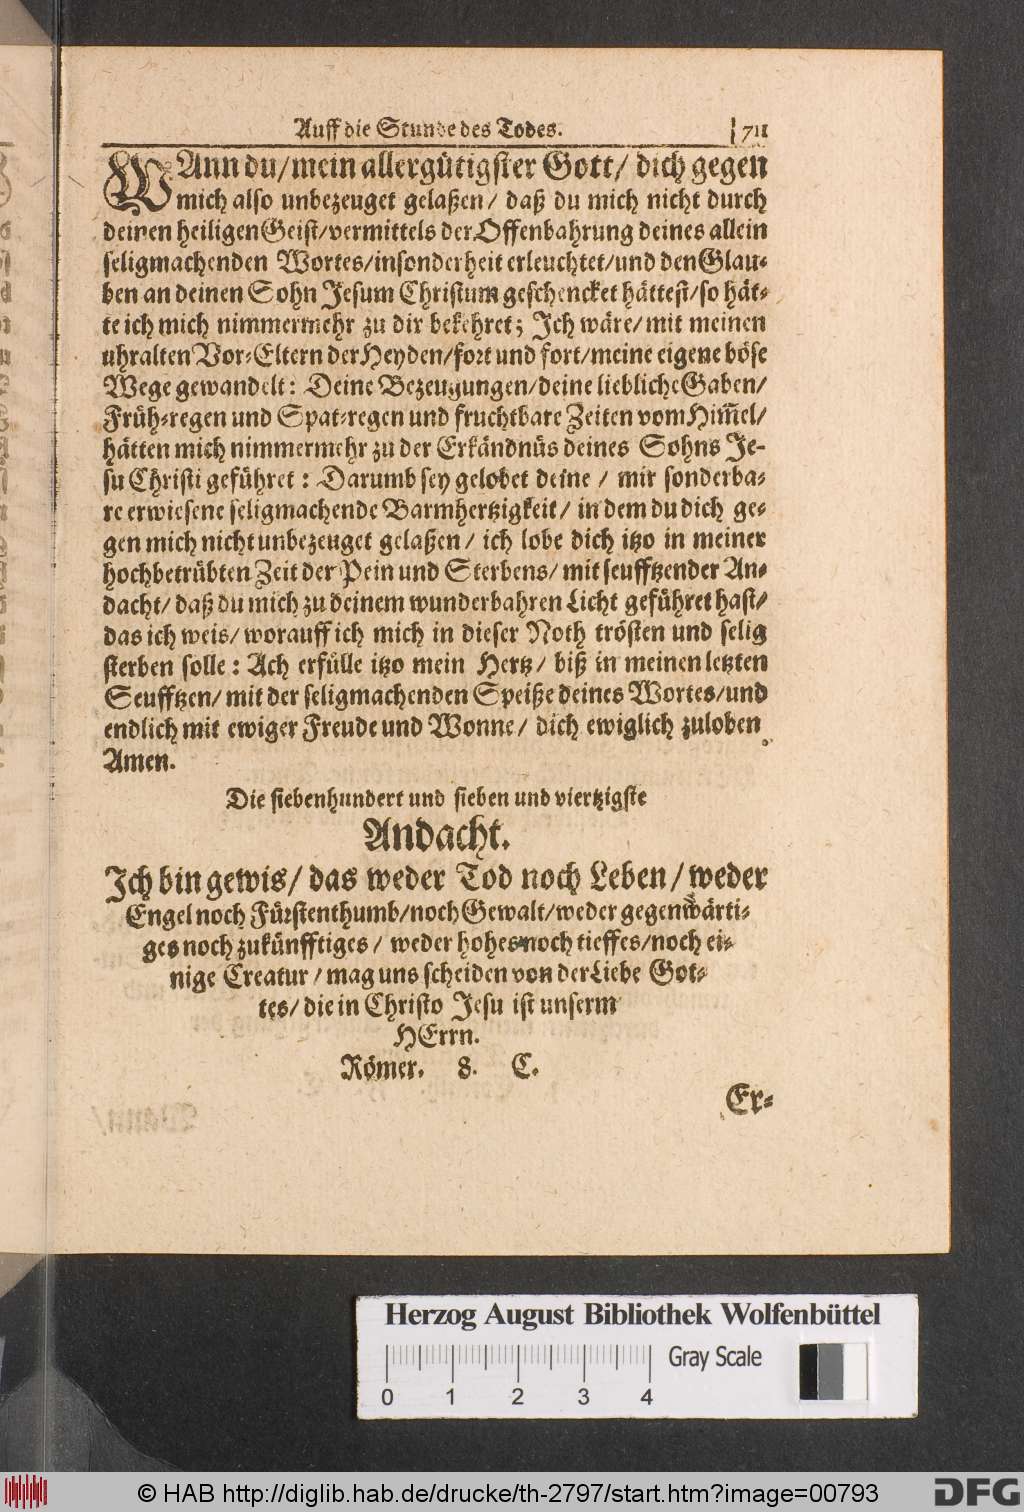 Auff die Stunde des Todes. 711
WAnn du/mein allergütigster Gott/ dich gegen
mich also unbezeuget gelaßen/ daß du mich nicht durch
deinen heiligen Geist/vermittels der Offenbahrung deines allein
seligmachenden Wortes/insonderheit erleuchtet/und den Glau-
ben an deinen Sohn Jesum Christum geschencket hättest/so hät-
te ich mich nimmermehr zu dir bekehret; Ich wäre/mit meinen
uhralten Vor-Eltern der Heyden/fort und fort/meine eigene böse
Wege gewandelt: Deine Bezeugungen/deine liebliche Gaben/
Früh-regen und Spat-regen und fruchtbare Zeiten vom Him̃el/
hätten mich nimmermehr zu der Erkändnüs deines Sohns Je-
su Christi geführet: Darumb sey gelobet deine / mir sonderba-
re erwiesene seligmachende Barmhertzigkeit/ in dem du dich ge-
gen mich nicht unbezeuget gelaßen/ ich lobe dich itzo in meiner
hochbetrübten Zeit der Pein und Sterbens/ mit seufftzender An-
dacht/ daß du mich zu deinem wunderbahren Licht geführet hast/
das ich weis/ worauff ich mich in dieser Noth trösten und selig
sterben solle: Ach erfülle itzo mein Hertz/ biß in meinen letzten
Seufftzen/ mit der seligmachenden Speiße deines Wortes/und
endlich mit ewiger Freude und Wonne/ dich ewiglich zuloben
Amen.
Die siebenhundert und sieben und viertzigste
Andacht.
Ich bin gewis/ das weder Tod noch Leben/ weder
Engel noch Fürstenthumb/noch Gewalt/weder gegenwärti-
ges noch zukünfftiges/ weder hohes noch tieffes/noch ei-
nige Creatur/ mag uns scheiden von der Liebe Got-
tes/ die in Christo Jesu ist unserm
HErrn.
Römer. 8. C.
Er-
Herzog August Bibliothek Wolfenbüttel
Gray Scale
0 1 2 3 4
© HAB http://diglib.hab.de/drucke/th-2797/start.htm?image=00793
DFG